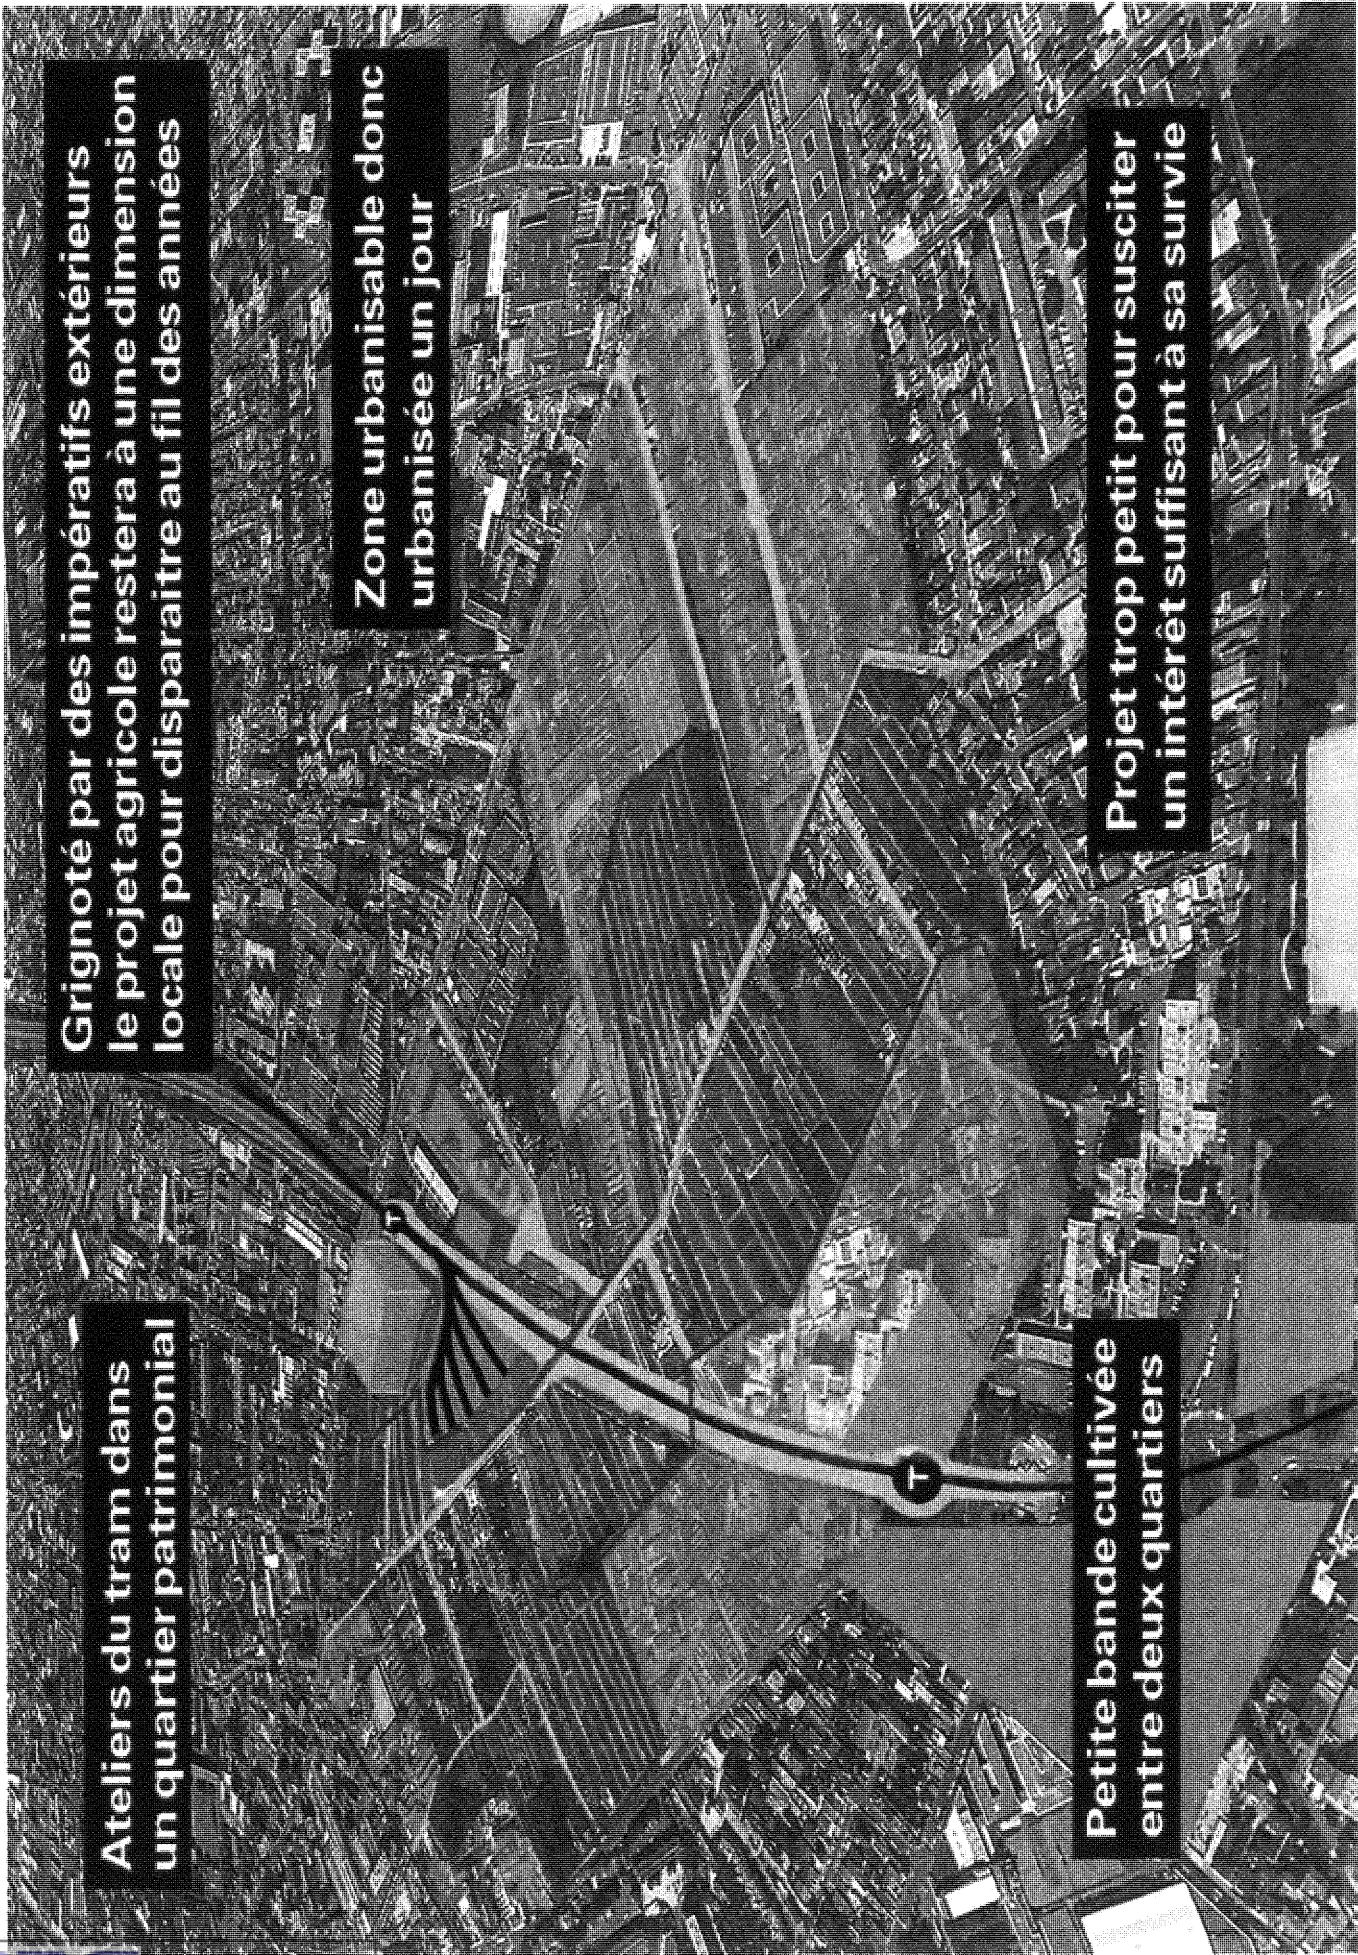 Ateliers du tram dans
un quartier patrimonial
Grignoté par des impératifs extérieurs
le projet agricole restera à une dimension
locale pour disparaitre au fil des années
Zone urbanisable donc
urbanisée un jour
T
T
Petite bande cultivée
entre deux quartiers
Projet trop petit pour susciter
un intérêt suffisant à sa survie